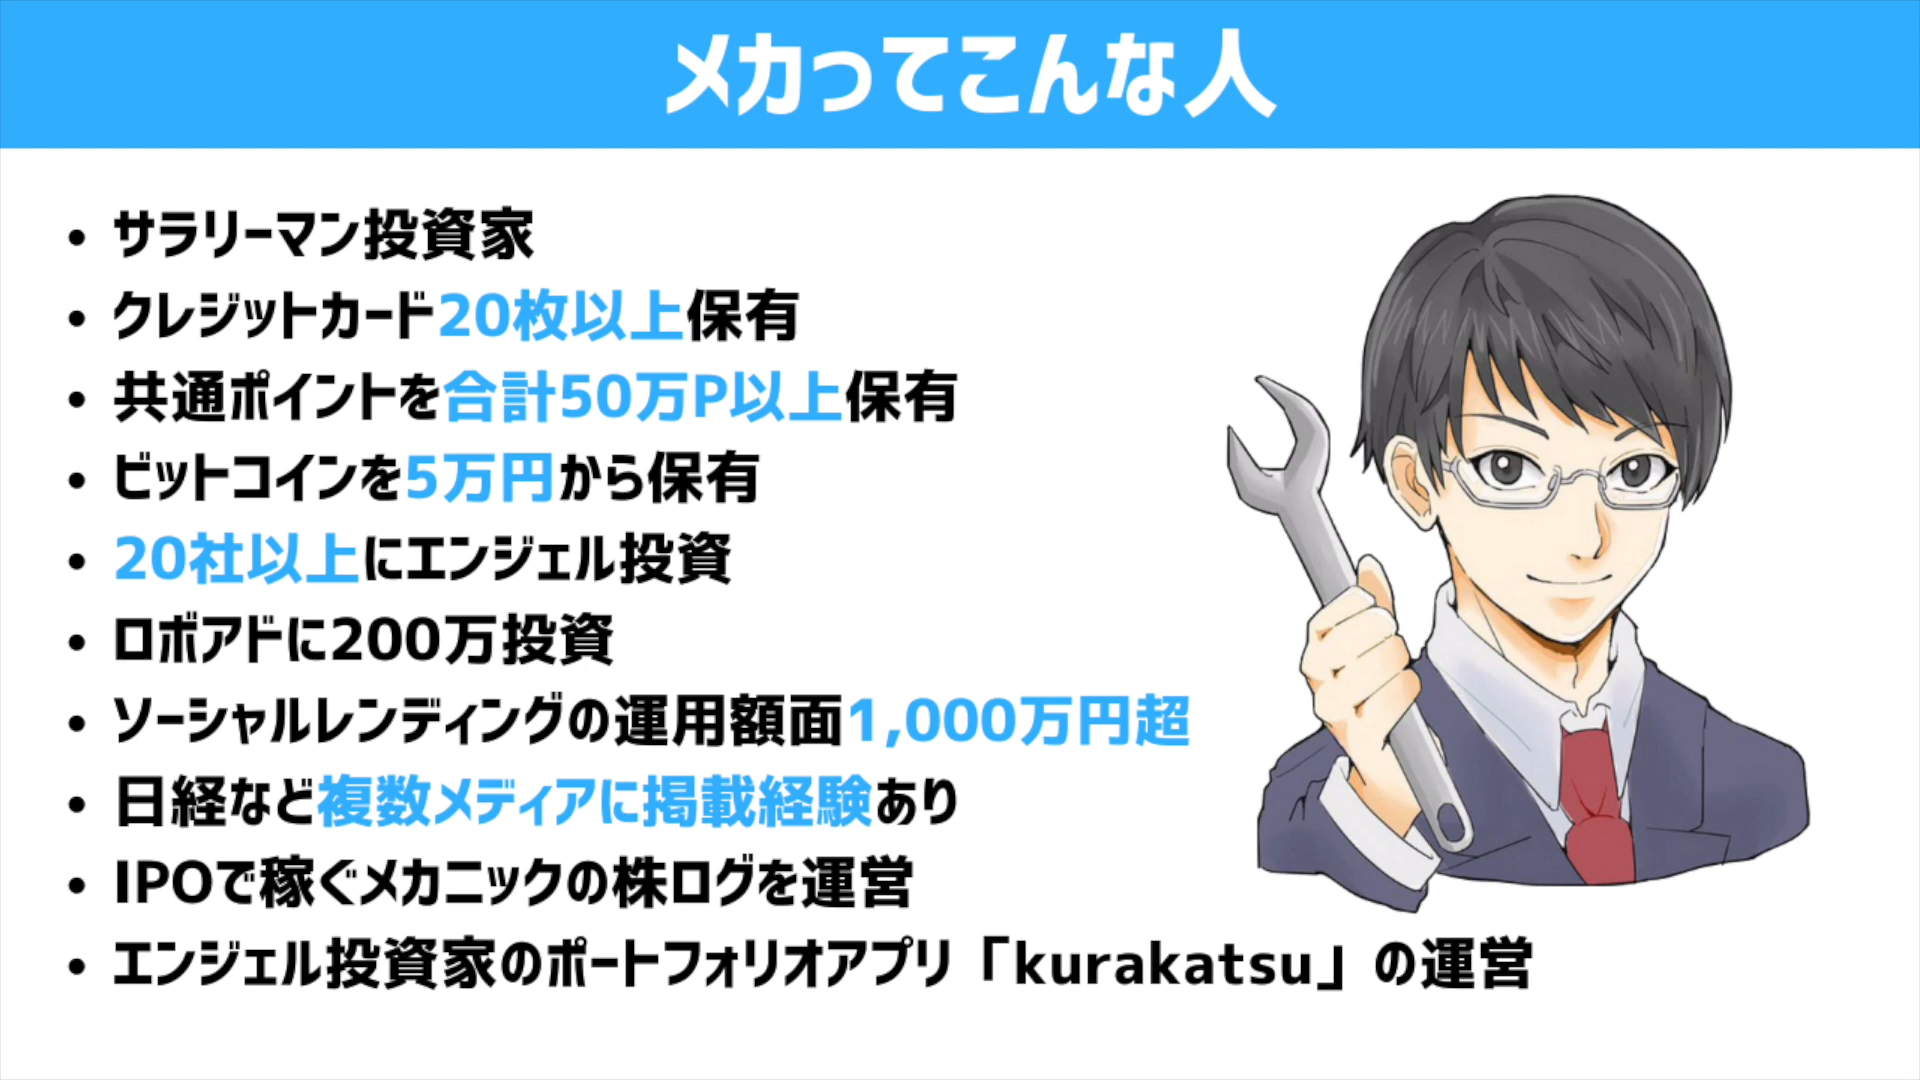 メカってこんな人
• サラリーマン投資家
• クレジットカード20枚以上保有
• 共通ポイントを合計50万P以上保有
• ビットコインを5万円から保有
• 20社以上にエンジェル投資
• ロボアドに200万投資
• ソーシャルレンディングの運用額面1,000万円超
• 日経など複数メディアに掲載経験あり
• IPOで稼ぐメカニックの株ログを運営
• エンジェル投資家のポートフォリオアプリ「kurakatsu」の運営